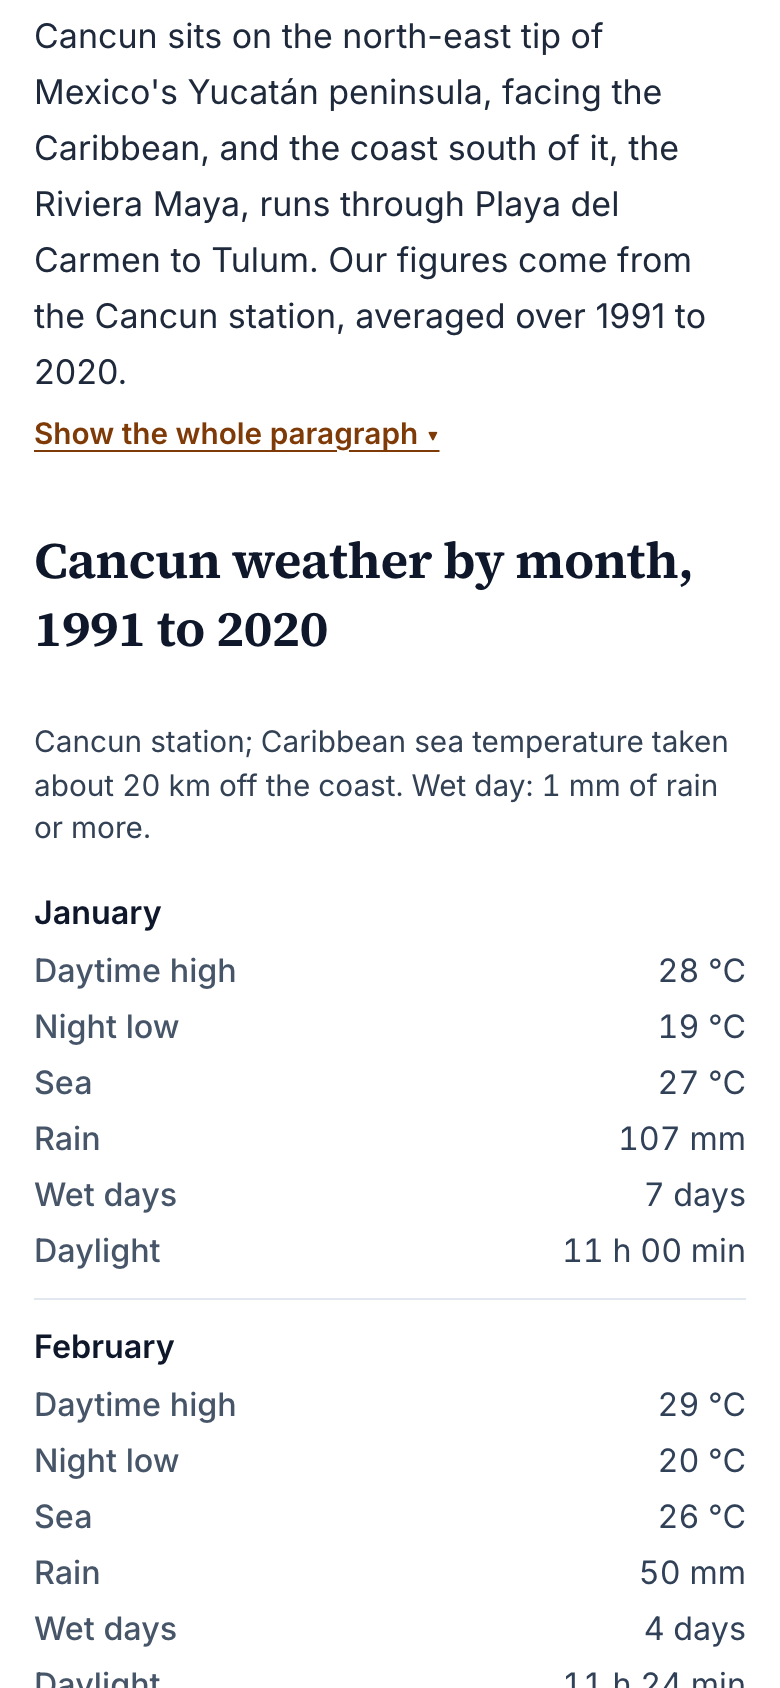 Cancun sits on the north-east tip of
Mexico's Yucatán peninsula, facing the
Caribbean, and the coast south of it, the
Riviera Maya, runs through Playa del
Carmen to Tulum. Our figures come from
the Cancun station, averaged over 1991 to
2020.
Show the whole paragraph ▾
Cancun weather by month,
1991 to 2020
Cancun station; Caribbean sea temperature taken
about 20 km off the coast. Wet day: 1 mm of rain
or more.
January
Daytime high 28 °C
Night low 19 °C
Sea 27 °C
Rain 107 mm
Wet days 7 days
Daylight 11 h 00 min
February
Daytime high 29 °C
Night low 20 °C
Sea 26 °C
Rain 50 mm
Wet days 4 days
Daylight 11 h 24 min